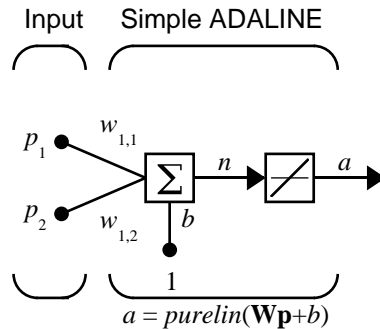 Input Simple ADALINE
p1 w1,1
Σ n a
p2 w1,2 b
1
a = purelin(Wp+b)